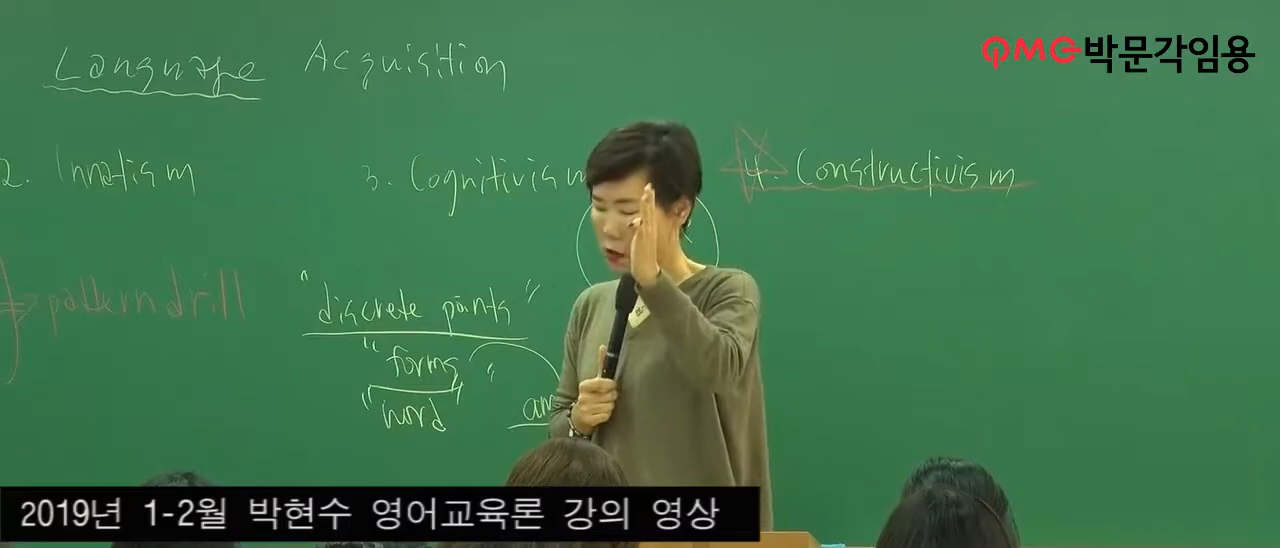 PMG박문각임용
Language Acquisition
2. Innatism 3. Cognitivism 4. Constructivism
pattern drill
"discrete points"
"forms"
"word"
2019년 1-2월 박현수 영어교육론 강의 영상